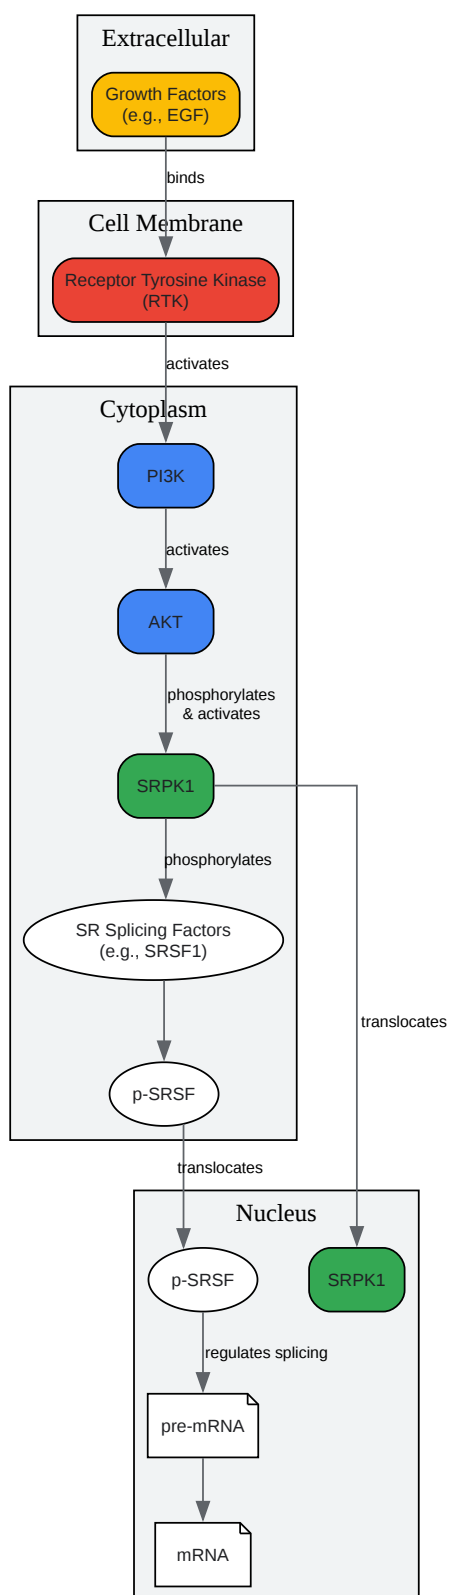 Extracellular
Growth Factors
(e.g., EGF)
binds
Cell Membrane
Receptor Tyrosine Kinase
(RTK)
activates
Cytoplasm
PI3K
activates
AKT
phosphorylates
& activates
SRPK1
phosphorylates
SR Splicing Factors
(e.g., SRSF1)
translocates
p-SRSF
translocates
Nucleus
p-SRSF
SRPK1
regulates splicing
pre-mRNA
mRNA